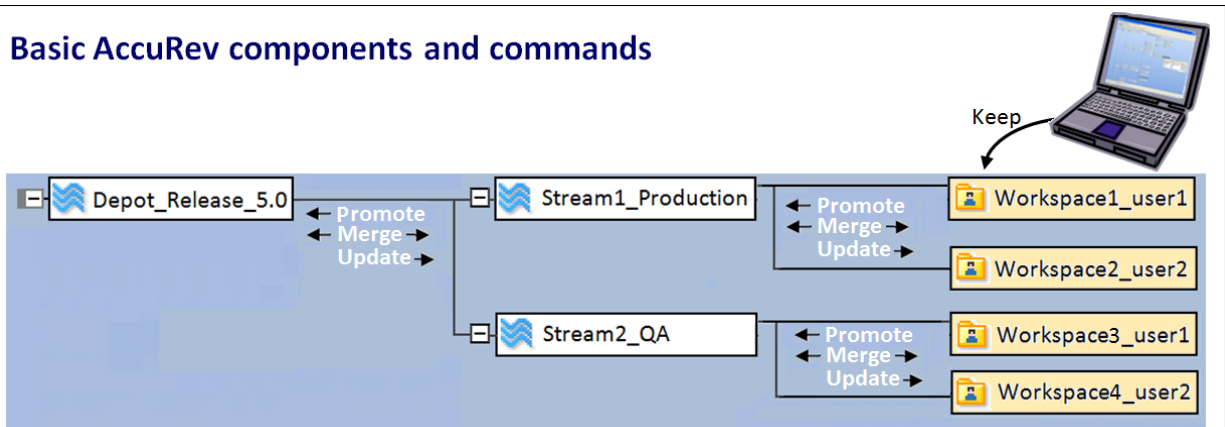 Basic AccuRev components and commands
Keep
Depot_Release_5.0
Promote
Merge
Update
Stream1_Production
Promote
Merge
Update
Workspace1_user1
Workspace2_user2
Stream2_QA
Promote
Merge
Update
Workspace3_user1
Workspace4_user2